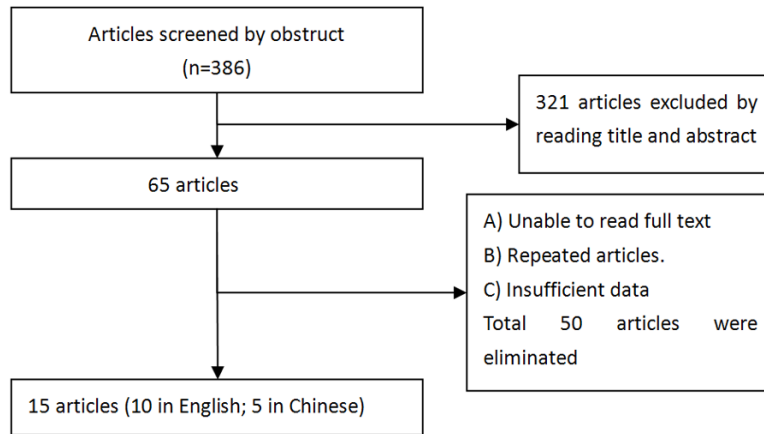 Articles screened by obstruct
(n=386)
321 articles excluded by
reading title and abstract
65 articles
A) Unable to read full text
B) Repeated articles.
C) Insufficient data
Total 50 articles were
eliminated
15 articles (10 in English; 5 in Chinese)